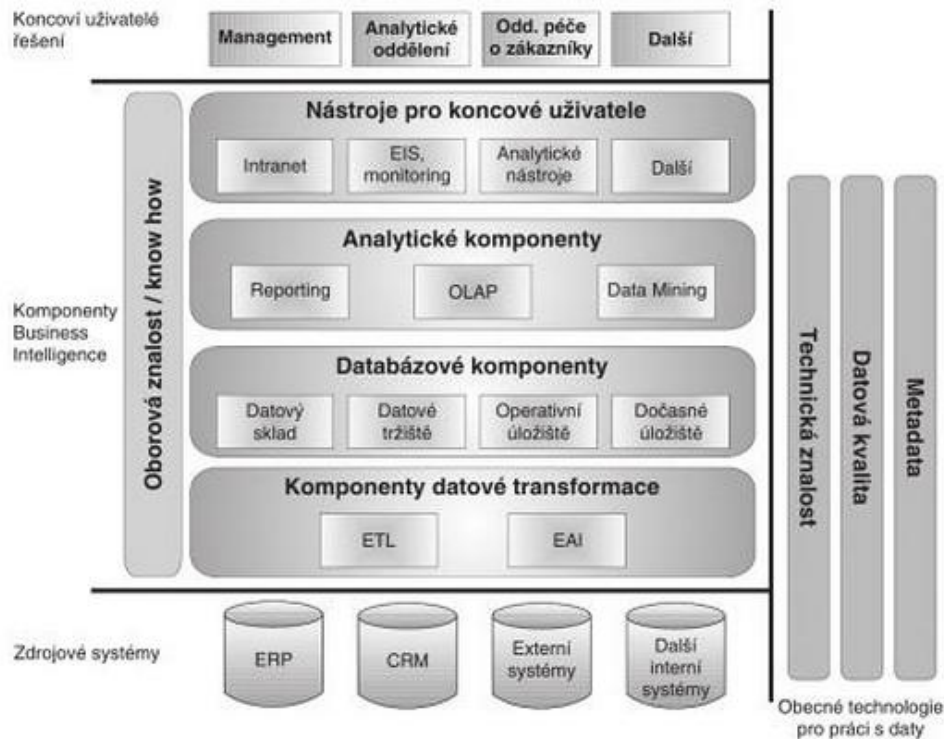 Koncoví uživatelé
řešení
Management
Analytické
oddělení
Odd. péče
o zákazníky
Další
Komponenty
Business
Intelligence
Oborová znalost / know how
Nástroje pro koncové uživatele
Intranet
EIS,
monitoring
Analytické
nástroje
Další
Analytické komponenty
Reporting
OLAP
Data Mining
Databázové komponenty
Datový
sklad
Datové
tržiště
Operativní
úložiště
Dočasné
úložiště
Komponenty datové transformace
ETL
EAI
Zdrojové systémy
ERP
CRM
Externí
systémy
Další
interní
systémy
Technická znalost
Datová kvalita
Metadata
Obecné technologie
pro práci s daty